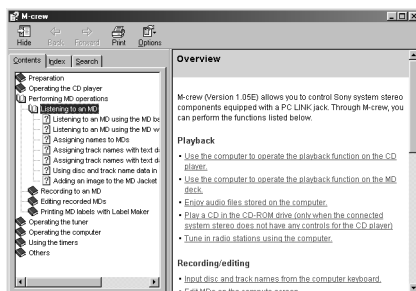 M-crew
Hide
Back
Forward
Print
Options
Contents
Index
Search
Preparation
Operating the CD player
Performing MD operations
Listening to an MD
Listening to an MD using the MD
Listening to an MD using the MD
Assigning names to MDs
Assigning track names with text
Assigning track names with text
Using disc and track name data in
Adding an image to the MD Jacket
Recording to an MD
Editing recorded MDs
Printing MD labels with Label Maker
Operating the tuner
Operating the computer
Using the timers
Others
Overview
M-crew (Version 1.05E) allows you to control Sony system stereo
components equipped with a PC LINK jack. Through M-crew, you
can perform the functions listed below.
Playback
• Use the computer to operate the playback function on the CD
player.
• Use the computer to operate the playback function on the MD
deck.
• Enjoy audio files stored on the computer.
• Play a CD in the CD-ROM drive (only when the connected
system stereo does not have any controls for the CD player)
• Tune in radio stations using the computer.
Recording/editing
• Input disc and track names from the computer keyboard.
• Edit MDs on the computer screen.